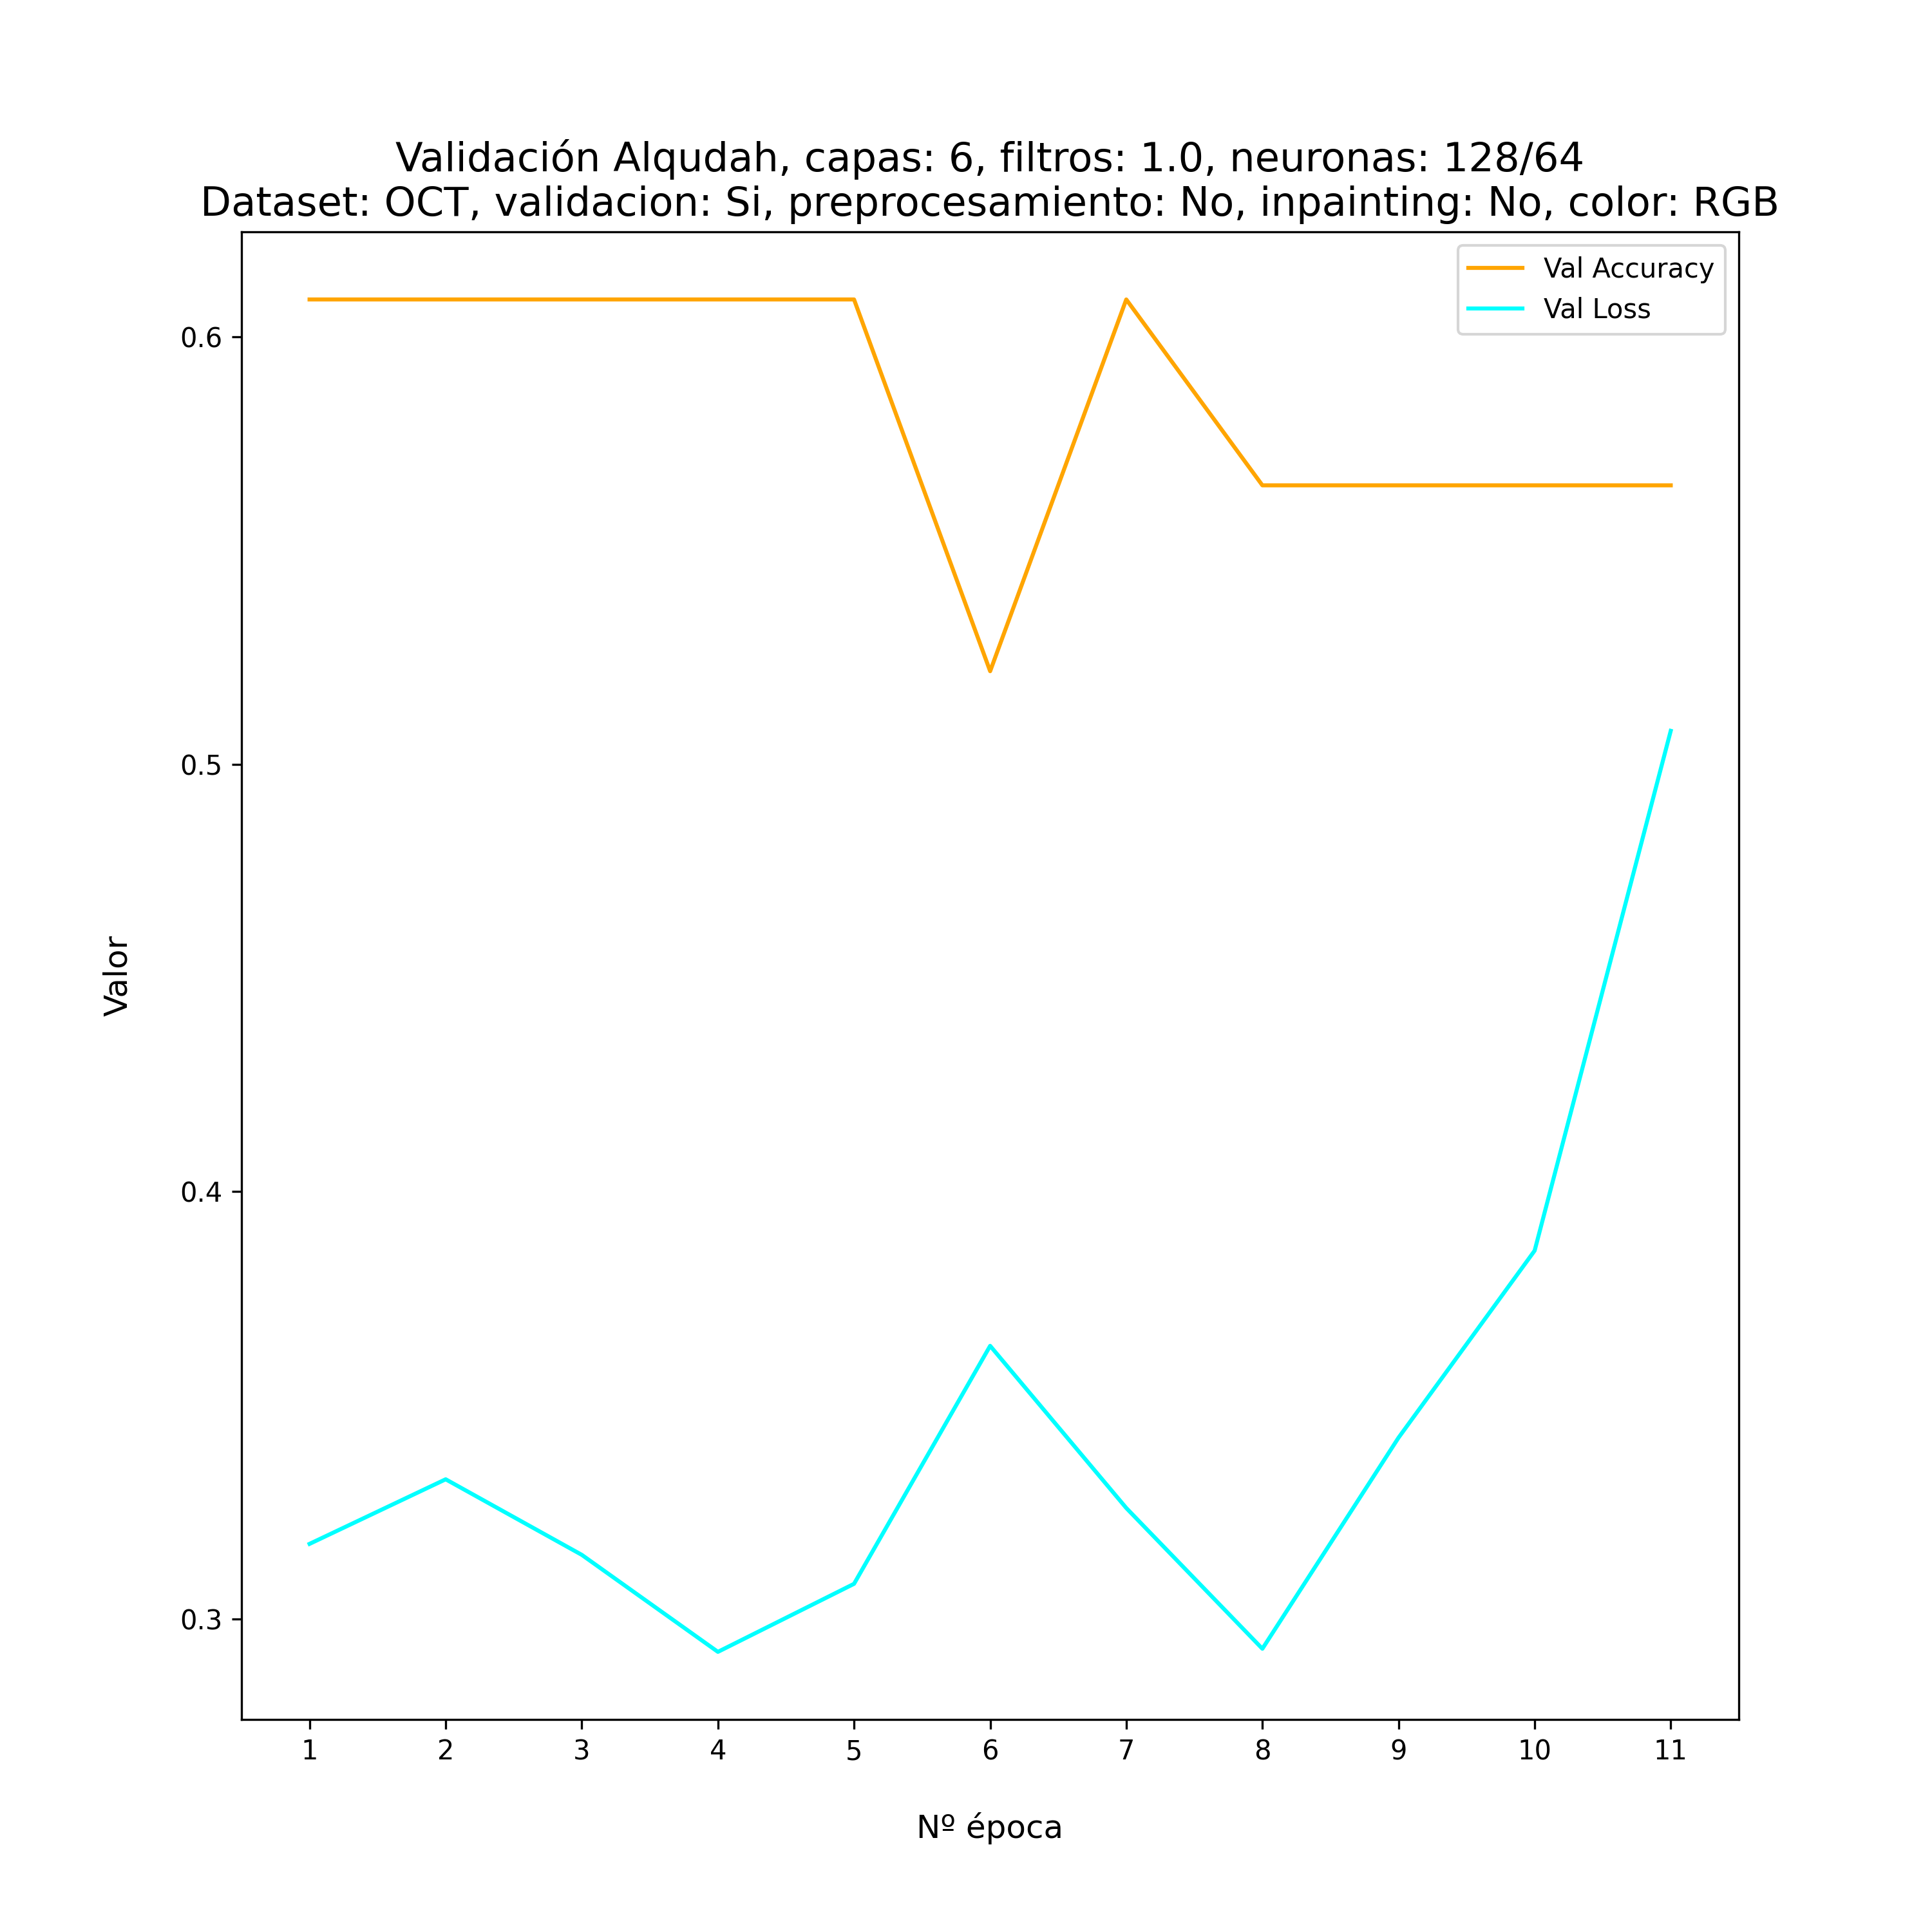 Validación Alqudah, capas: 6, filtros: 1.0, neuronas: 128/64
Dataset: OCT, validacion: Si, preprocesamiento: No, inpainting: No, color: RGB
Val Accuracy
Val Loss
0.6
0.5
0.4
0.3
Valor
1 2 3 4 5 6 7 8 9 10 11
Nº época